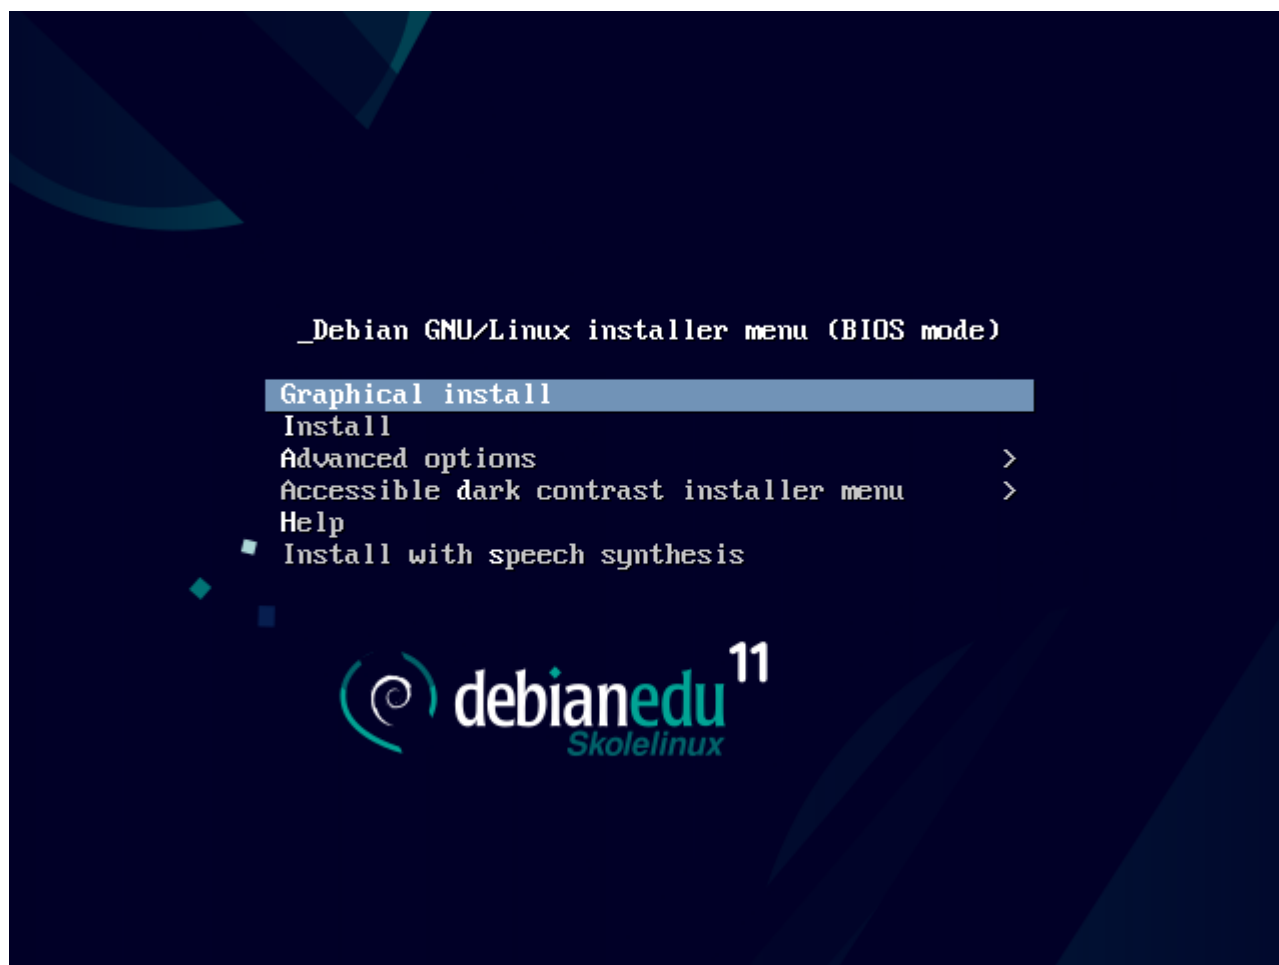 _Debian GNU/Linux installer menu (BIOS mode)
Graphical install
Install
Advanced options >
Accessible dark contrast installer menu >
Help
Install with speech synthesis
debianedu 11
Skolelinux